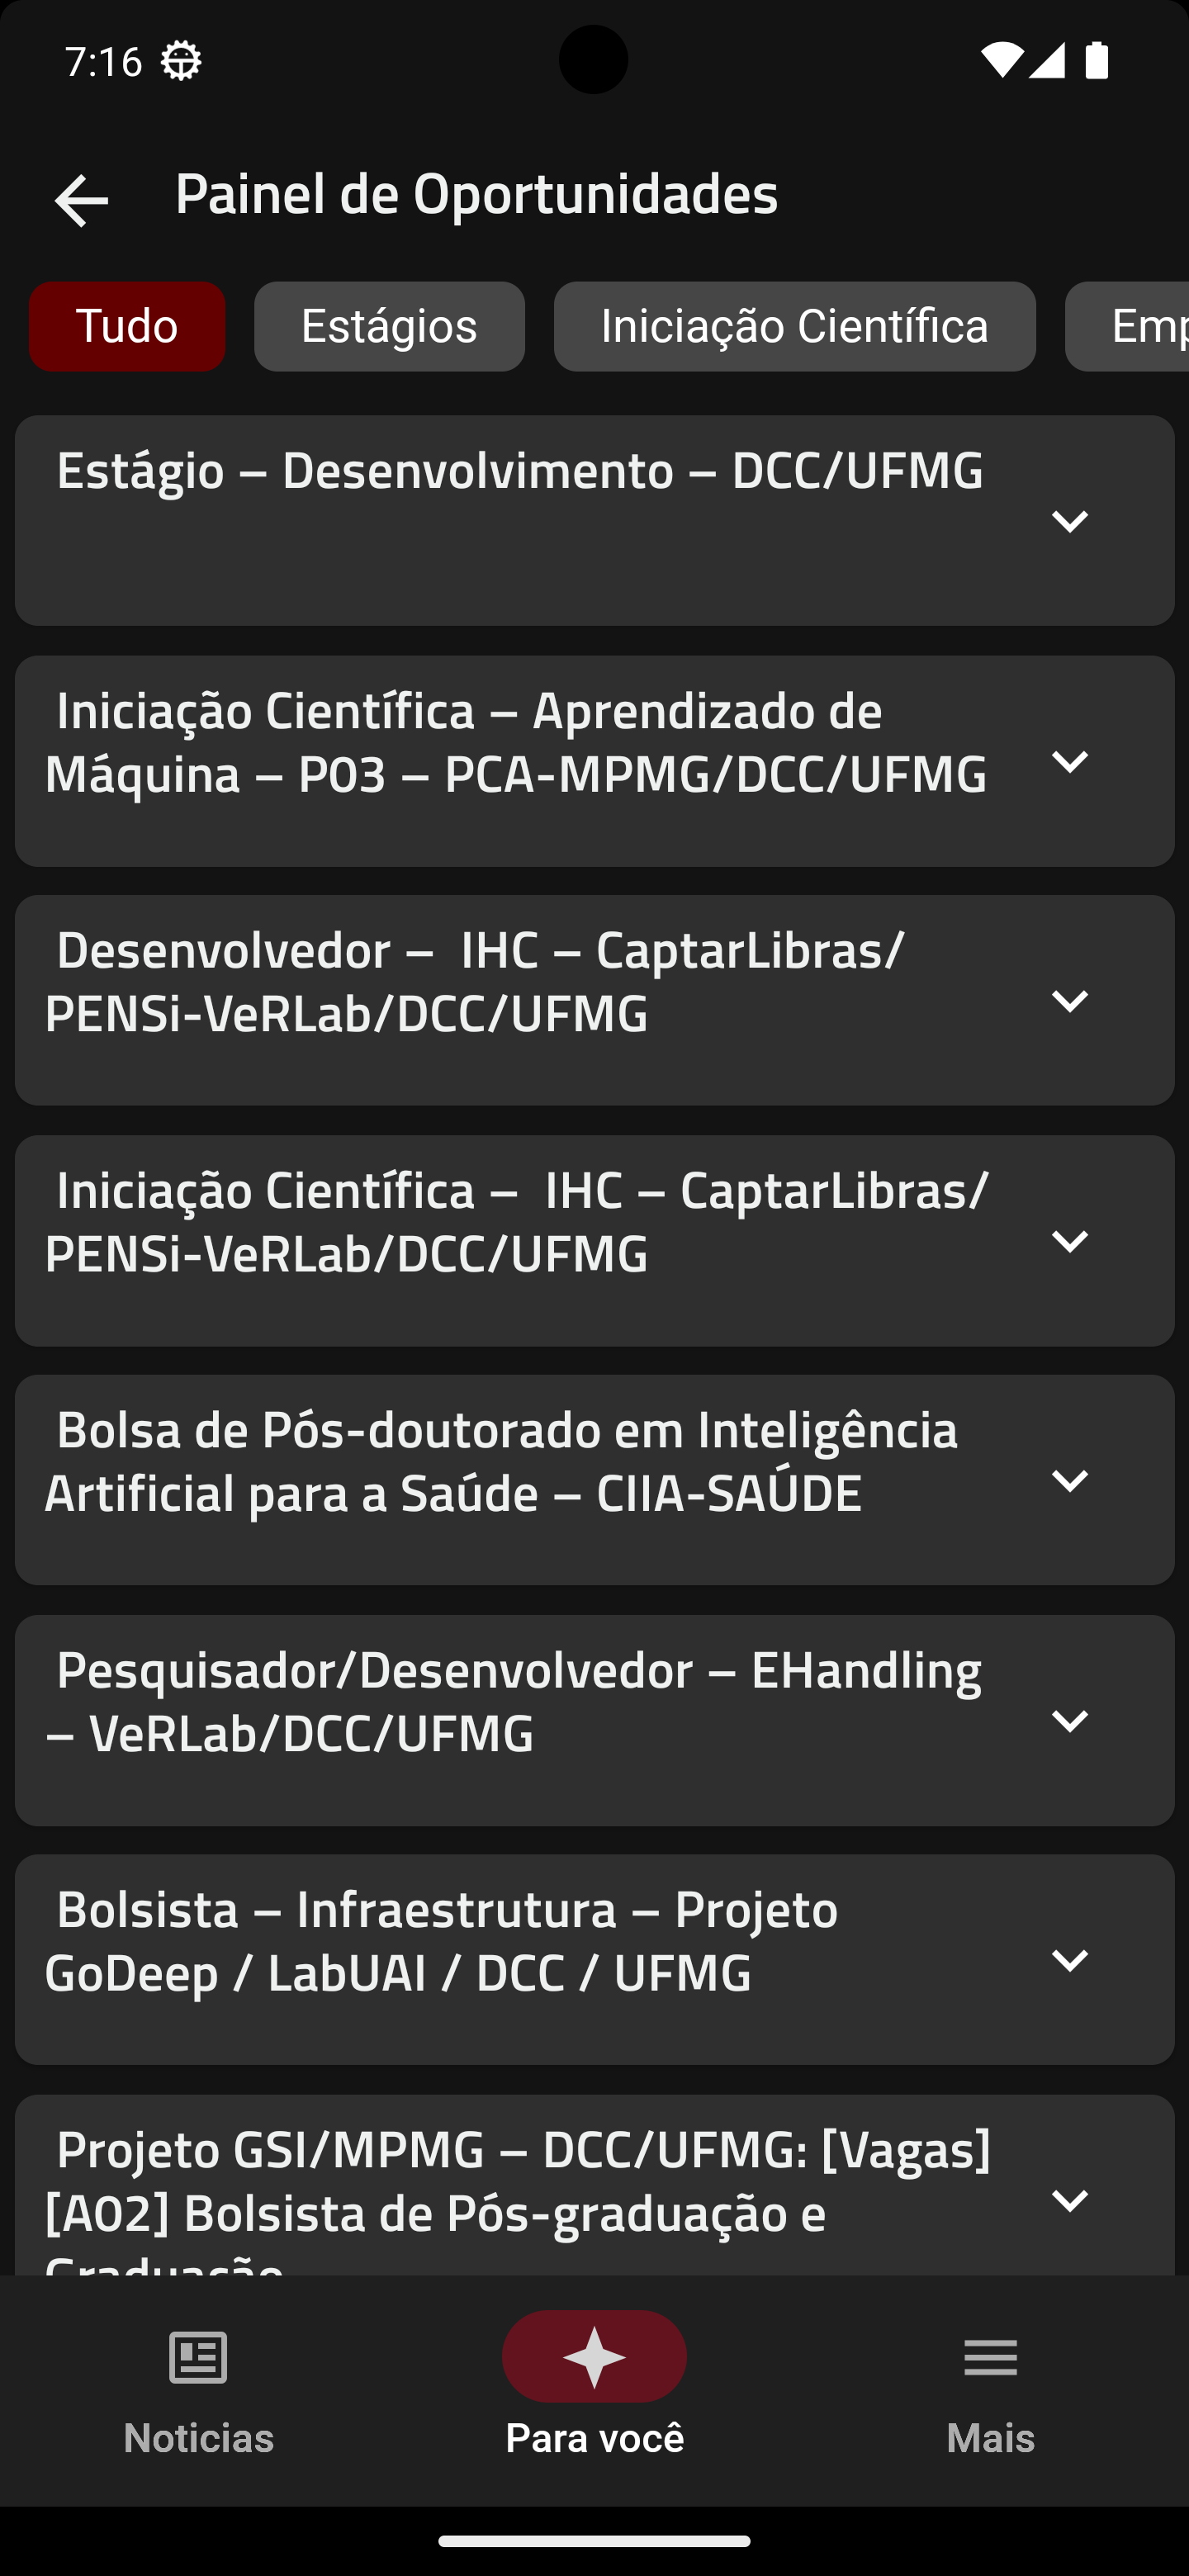 7:16
Painel de Oportunidades
Tudo
Estágios
Iniciação Científica
Emp
Estágio – Desenvolvimento – DCC/UFMG
Iniciação Científica – Aprendizado de
Máquina – P03 – PCA-MPMG/DCC/UFMG
Desenvolvedor –  IHC – CaptarLibras/
PENSi-VeRLab/DCC/UFMG
Iniciação Científica –  IHC – CaptarLibras/
PENSi-VeRLab/DCC/UFMG
Bolsa de Pós-doutorado em Inteligência
Artificial para a Saúde – CIIA-SAÚDE
Pesquisador/Desenvolvedor – EHandling
– VeRLab/DCC/UFMG
Bolsista – Infraestrutura – Projeto
GoDeep / LabUAI / DCC / UFMG
Projeto GSI/MPMG – DCC/UFMG: [Vagas]
[A02] Bolsista de Pós-graduação e
Graduação
Noticias
Para você
Mais